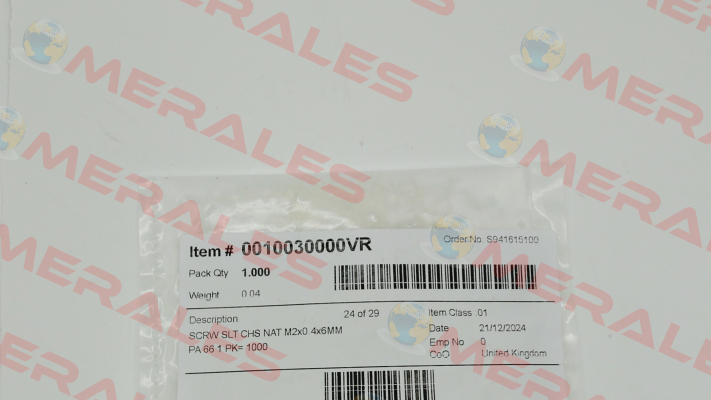 MERALES
MERALES
MERALES
MERALES
MERALES
Item # 0010030000VR
Order No. S941615100
Pack Qty 1.000
Weight 0.04
Description 24 of 29 Item Class .01
SCRW SLT CHS NAT M2x0.4x6MM
Date 21/12/2024
PA 66 1 PK= 1000
Emp No 0
CoO United Kingdom